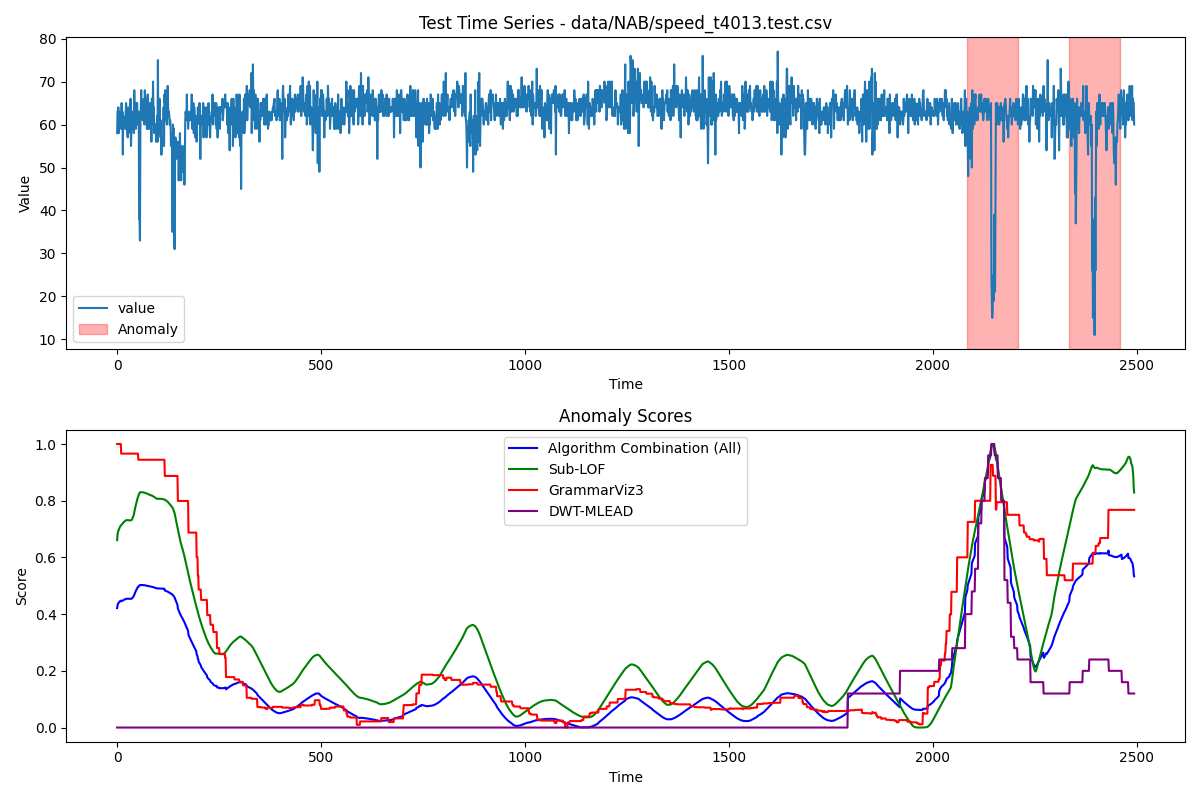 Test Time Series - data/NAB/speed_t4013.test.csv
80
70
60
50
40
30
20
10
Value
value
Anomaly
0
500
1000
1500
2000
2500
Time
Anomaly Scores
1.0
0.8
0.6
0.4
0.2
0.0
Score
Algorithm Combination (All)
Sub-LOF
GrammarViz3
DWT-MLEAD
0
500
1000
1500
2000
2500
Time